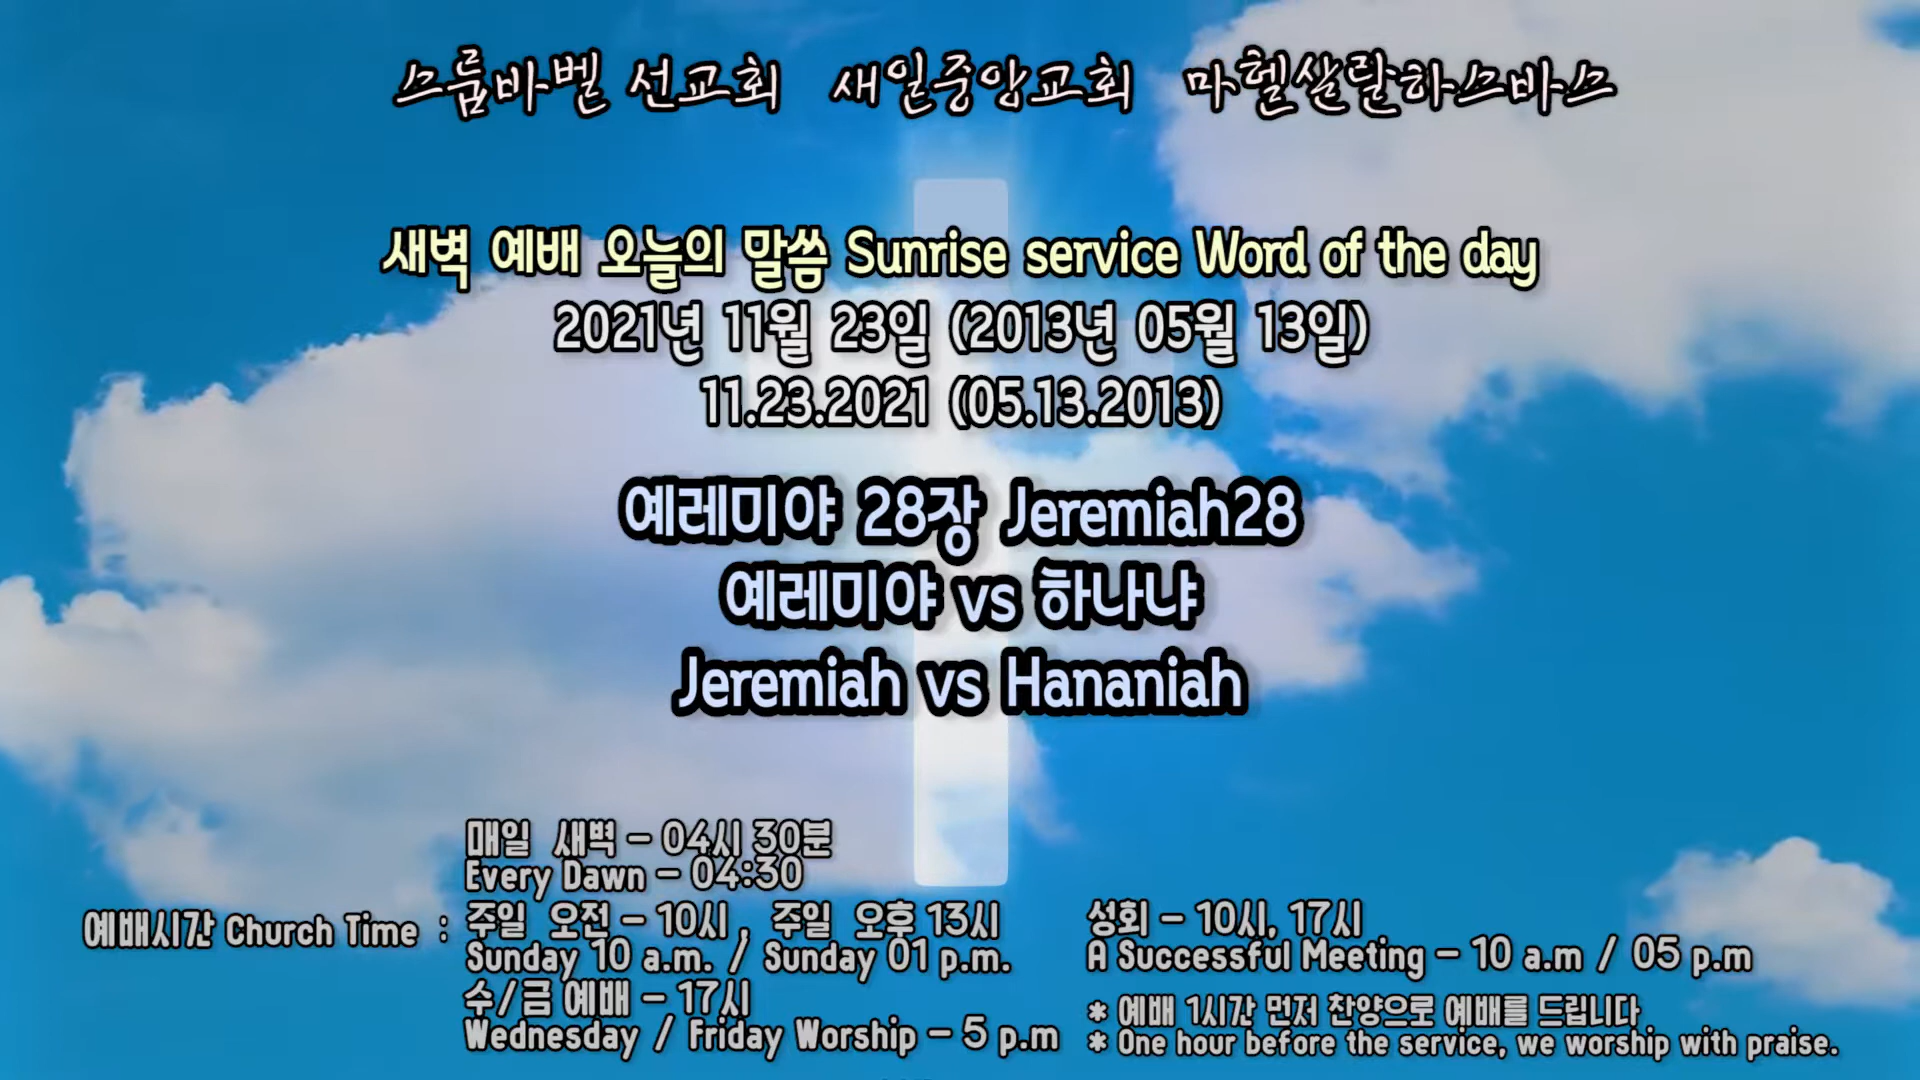 스룹바벨 선교회 새일중앙교회 마헬살랄하스바스
새벽 예배 오늘의 말씀 Sunrise service Word of the day
2021년 11월 23일 (2013년 05월 13일)
11.23.2021 (05.13.2013)
예레미야 28장 Jeremiah28
예레미야 vs 하나냐
Jeremiah vs Hananiah
예배시간 Church Time :
매일 새벽 - 04시 30분
Every Dawn - 04:30
주일 오전 - 10시 , 주일 오후 13시
Sunday 10 a.m. / Sunday 01 p.m.
수/금 예배 - 17시
Wednesday / Friday Worship - 5 p.m
성회 - 10시, 17시
A Successful Meeting - 10 a.m / 05 p.m
* 예배 1시간 먼저 찬양으로 예배를 드립니다
* One hour before the service, we worship with praise.